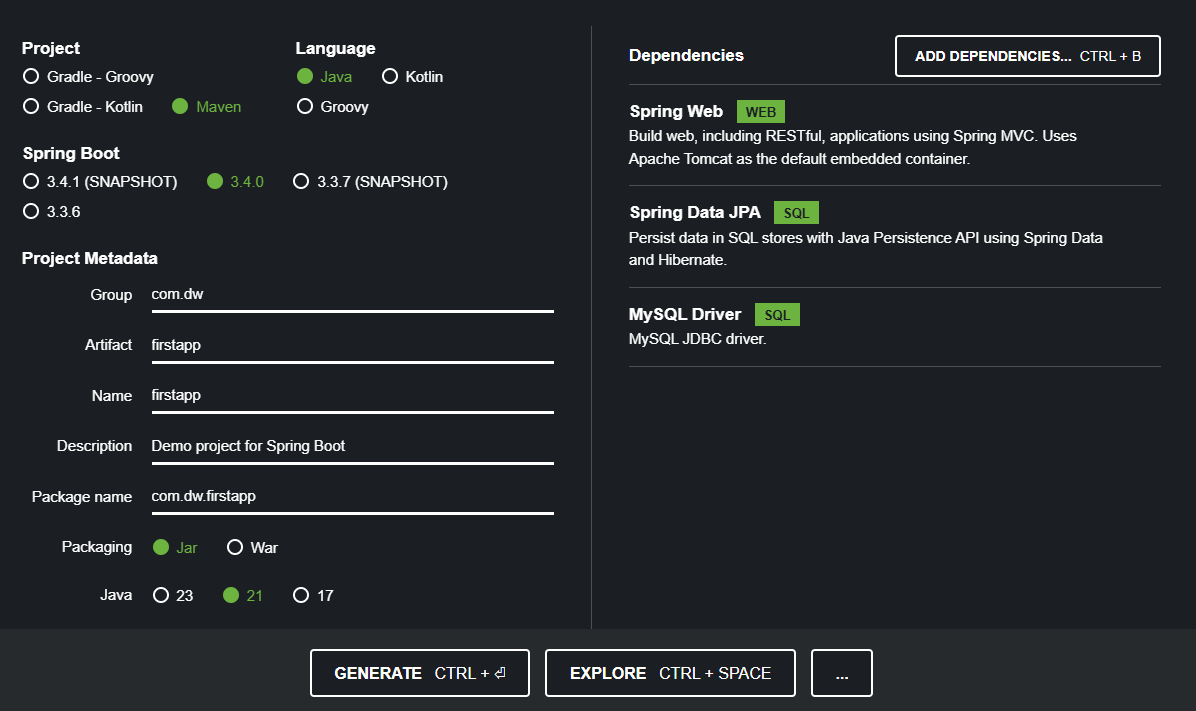 Project
Gradle - Groovy
Gradle - Kotlin Maven
Language
Java Kotlin
Groovy
Spring Boot
3.4.1 (SNAPSHOT) 3.4.0 3.3.7 (SNAPSHOT)
3.3.6
Project Metadata
Group com.dw
Artifact firstapp
Name firstapp
Description Demo project for Spring Boot
Package name com.dw.firstapp
Packaging Jar War
Java 23 21 17
Dependencies ADD DEPENDENCIES... CTRL + B
Spring Web WEB
Build web, including RESTful, applications using Spring MVC. Uses
Apache Tomcat as the default embedded container.
Spring Data JPA SQL
Persist data in SQL stores with Java Persistence API using Spring Data
and Hibernate.
MySQL Driver SQL
MySQL JDBC driver.
GENERATE CTRL + ⏎ EXPLORE CTRL + SPACE ...